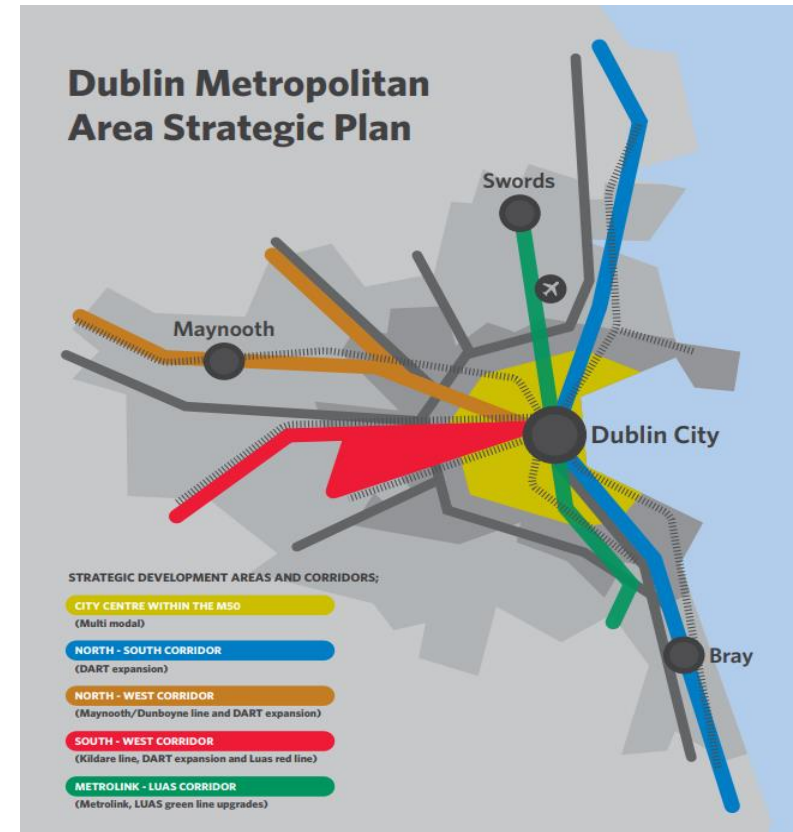 Dublin Metropolitan
Area Strategic Plan
Swords
Maynooth
Dublin City
Bray
STRATEGIC DEVELOPMENT AREAS AND CORRIDORS;
CITY CENTRE WITHIN THE M50
(Multi modal)
NORTH - SOUTH CORRIDOR
(DART expansion)
NORTH - WEST CORRIDOR
(Maynooth/Dunboyne line and DART expansion)
SOUTH - WEST CORRIDOR
(Kildare line, DART expansion and Luas red line)
METROLINK - LUAS CORRIDOR
(Metrolink, LUAS green line upgrades)